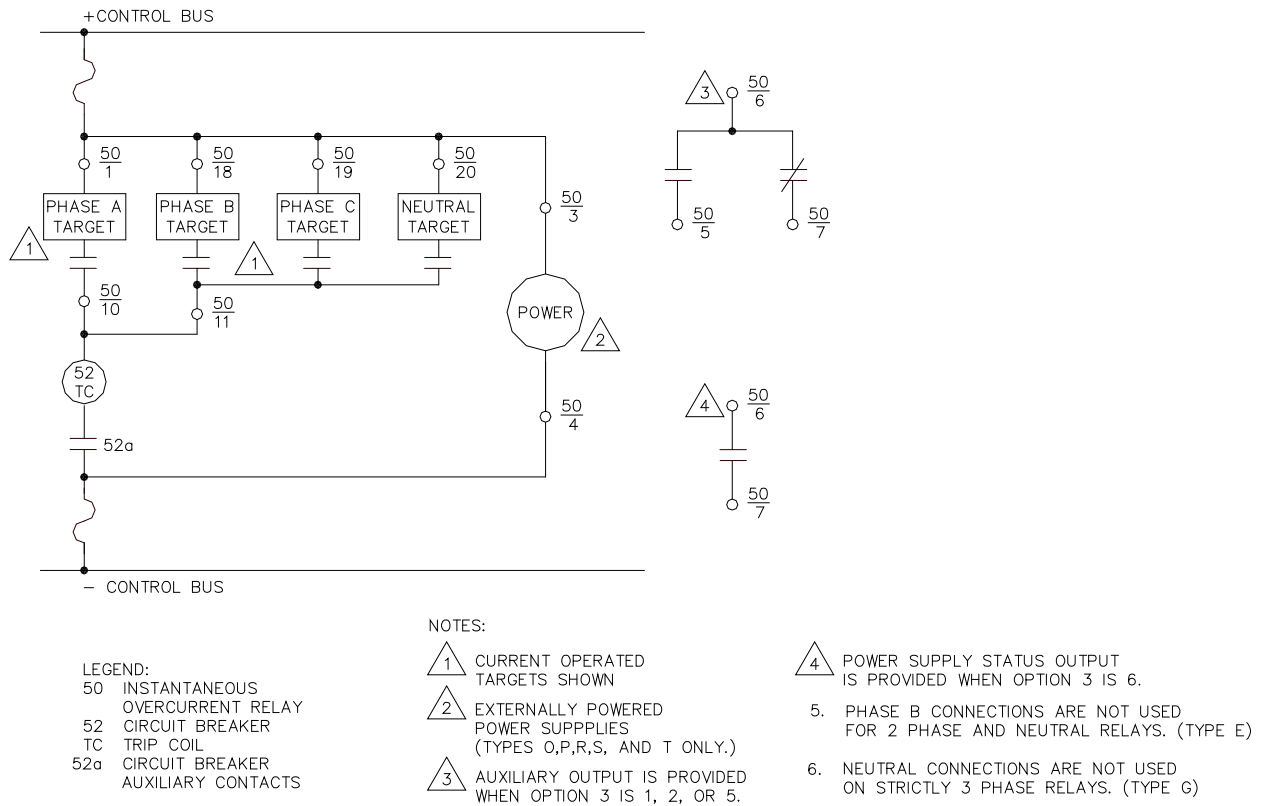 +CONTROL BUS
50
1
50
18
50
19
50
20
PHASE A
TARGET
PHASE B
TARGET
PHASE C
TARGET
NEUTRAL
TARGET
1
1
50
10
50
11
50
3
POWER
2
50
4
52
TC
52a
- CONTROL BUS
3
50
6
50
5
50
7
4
50
6
50
7
LEGEND:
50 INSTANTANEOUS
OVERCURRENT RELAY
52 CIRCUIT BREAKER
TC TRIP COIL
52a CIRCUIT BREAKER
AUXILIARY CONTACTS
NOTES:
1 CURRENT OPERATED
TARGETS SHOWN
2 EXTERNALLY POWERED
POWER SUPPPLIES
(TYPES O,P,R,S, AND T ONLY.)
3 AUXILIARY OUTPUT IS PROVIDED
WHEN OPTION 3 IS 1, 2, OR 5.
4 POWER SUPPLY STATUS OUTPUT
IS PROVIDED WHEN OPTION 3 IS 6.
5. PHASE B CONNECTIONS ARE NOT USED
FOR 2 PHASE AND NEUTRAL RELAYS. (TYPE E)
6. NEUTRAL CONNECTIONS ARE NOT USED
ON STRICTLY 3 PHASE RELAYS. (TYPE G)